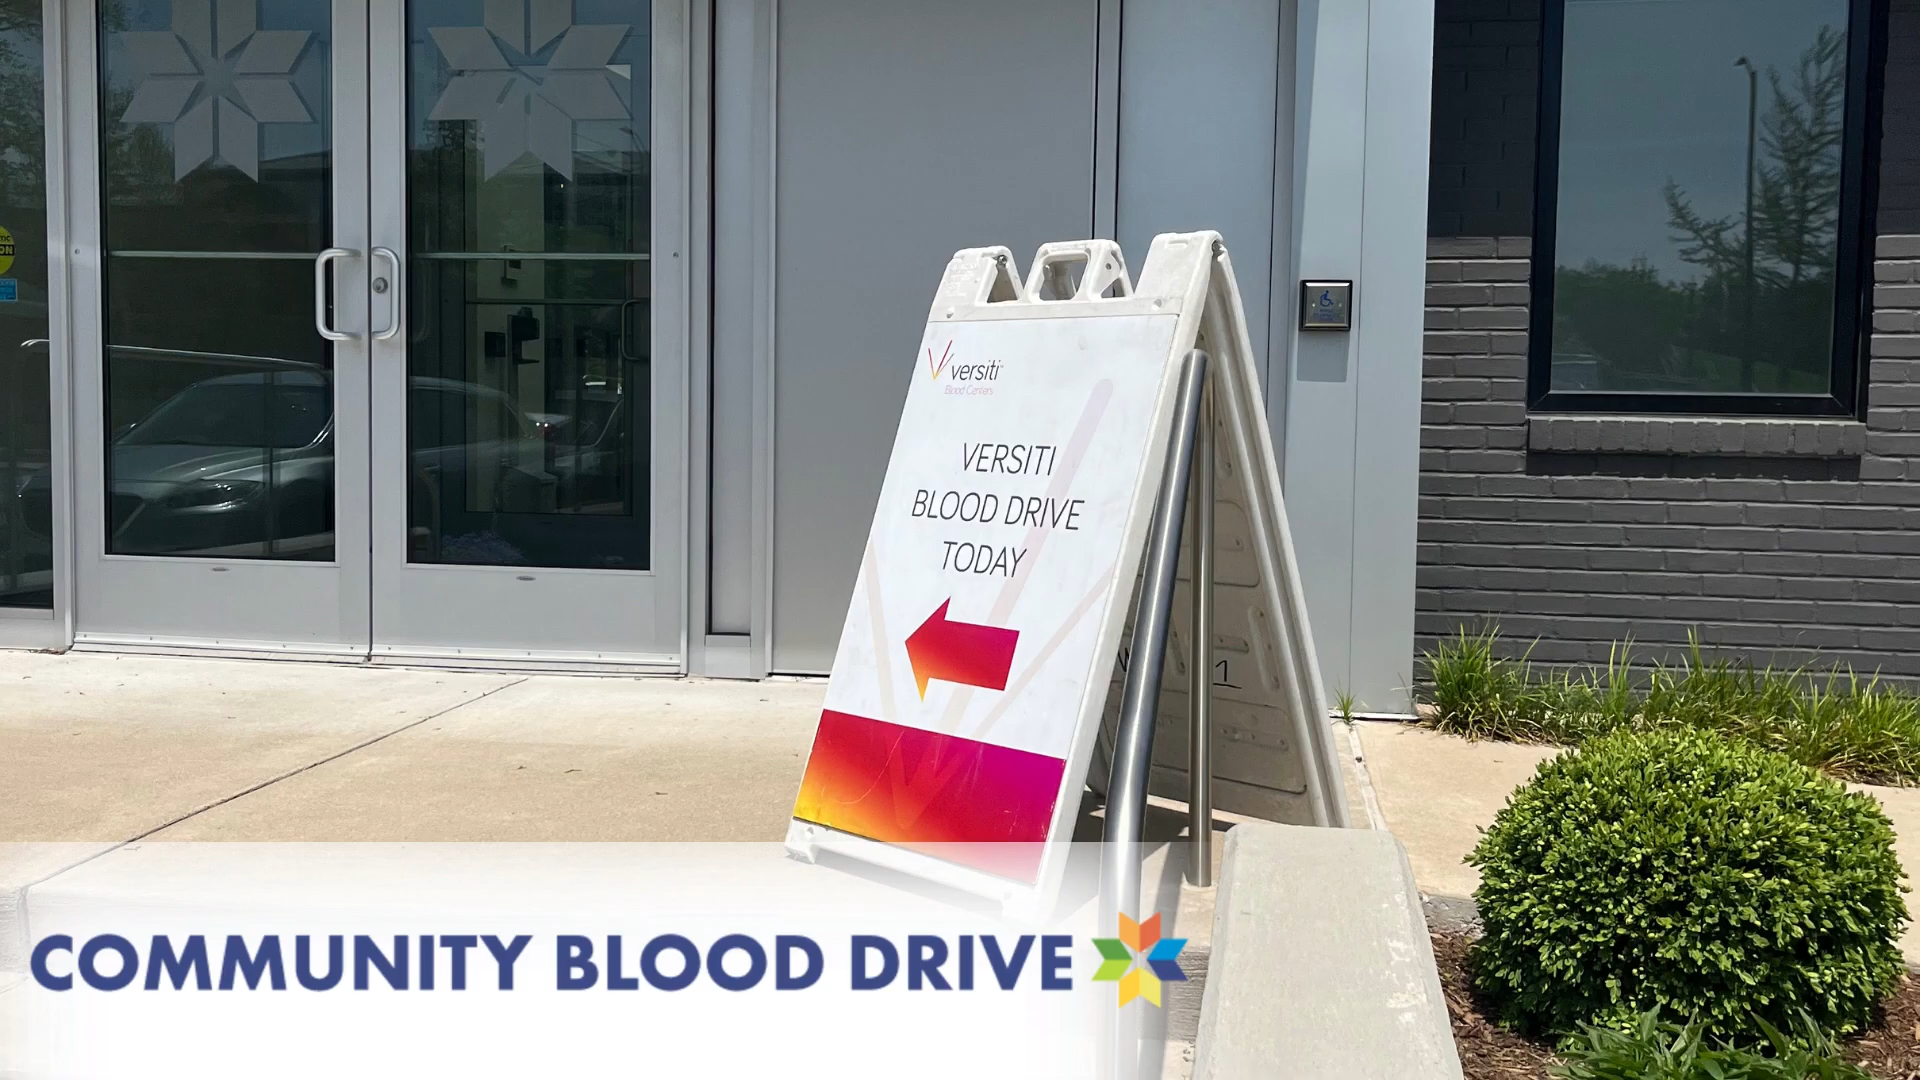 versiti
Blood Centers
VERSITI
BLOOD DRIVE
TODAY
COMMUNITY BLOOD DRIVE